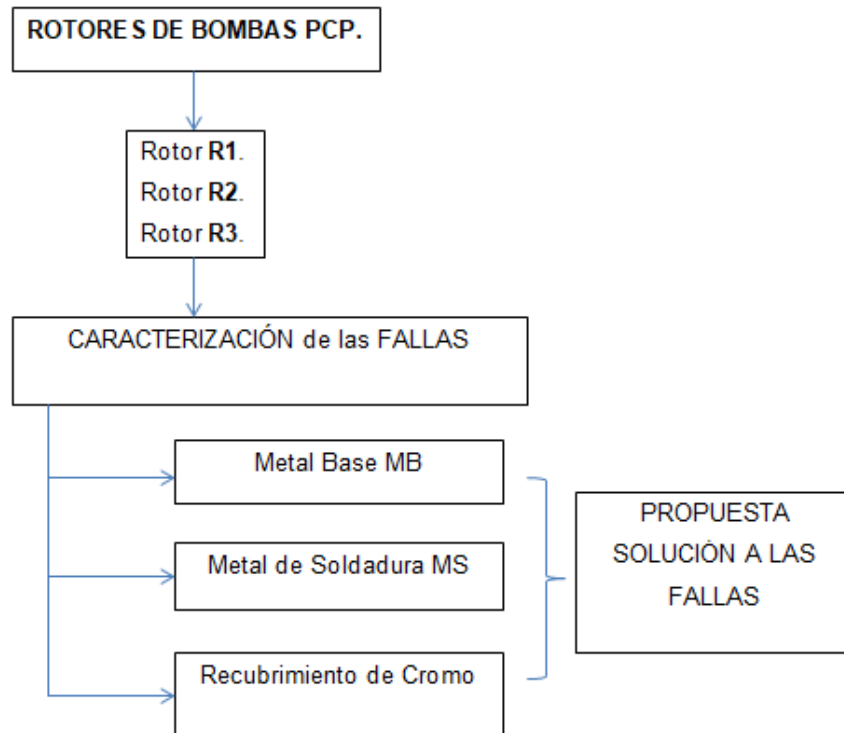 ROTORES DE BOMBAS PCP.
Rotor R1.
Rotor R2.
Rotor R3.
CARACTERIZACIÓN de las FALLAS
Metal Base MB
Metal de Soldadura MS
Recubrimiento de Cromo
PROPUESTA
SOLUCIÓN A LAS
FALLAS